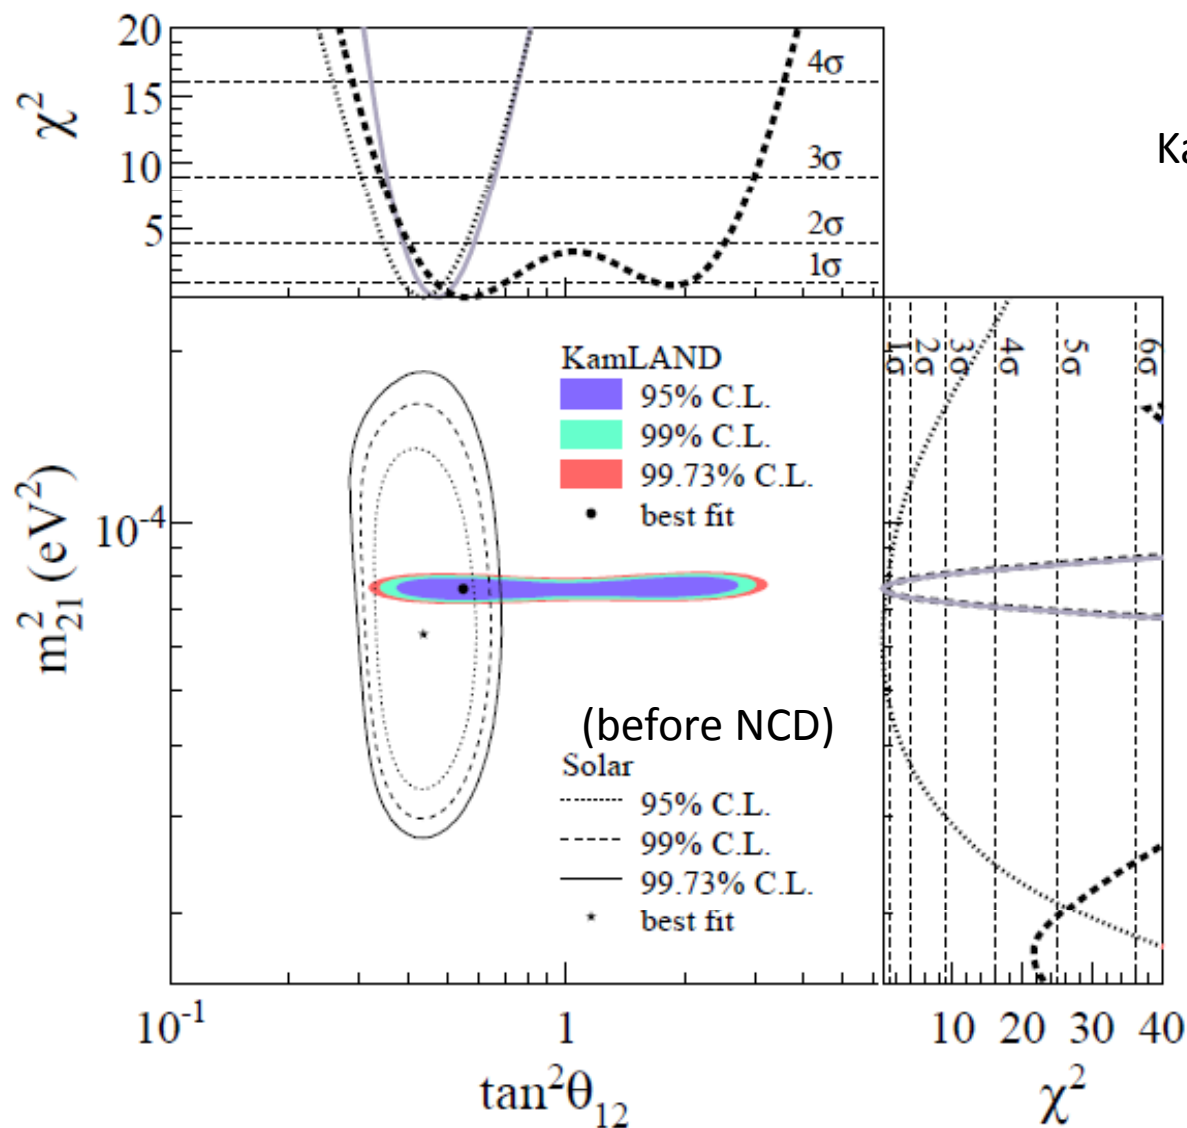 20
15
10
5
χ²
4σ
3σ
2σ
1σ
Ka
KamLAND
95% C.L.
99% C.L.
99.73% C.L.
best fit
1σ 2σ 3σ 4σ 5σ 6σ
10⁻⁴
m²₂₁ (eV²)
(before NCD)
Solar
95% C.L.
99% C.L.
99.73% C.L.
best fit
10⁻¹ 1 10 20 30 40
tan²θ₁₂ χ²